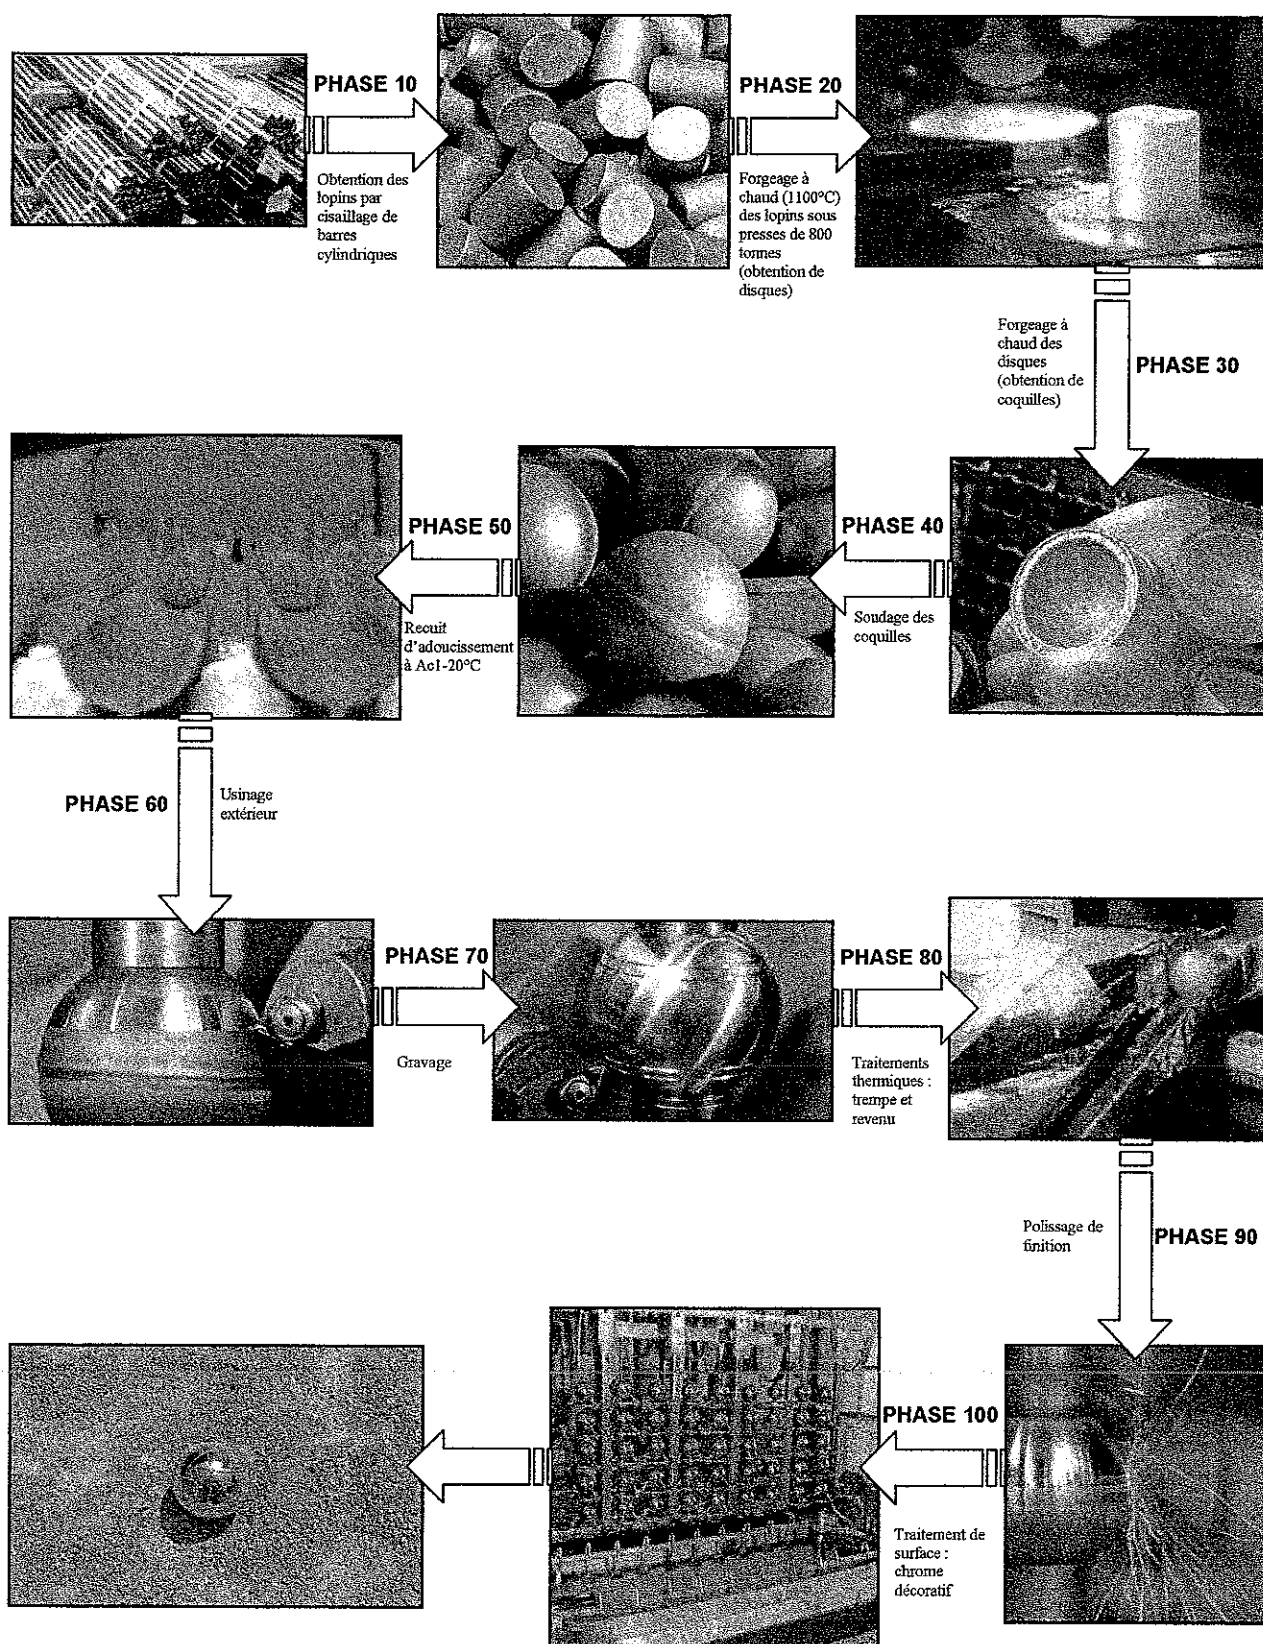 PHASE 10
Obtention des
lopins par
cisaillage de
barres
cylindriques
PHASE 20
Forgeage à
chaud (1100°C)
des lopins sous
presses de 800
tonnes
(obtention de
disques)
Forgeage à
chaud des
disques
(obtention de
coquilles)
PHASE 30
PHASE 40
Soudage des
coquilles
PHASE 50
Recuit
d'adoucissement
à Ac1-20°C
PHASE 60
Usinage
extérieur
PHASE 70
Gravage
PHASE 80
Traitements
thermiques :
trempe et
revenu
Polissage de
finition
PHASE 90
PHASE 100
Traitement de
surface :
chrome
décoratif